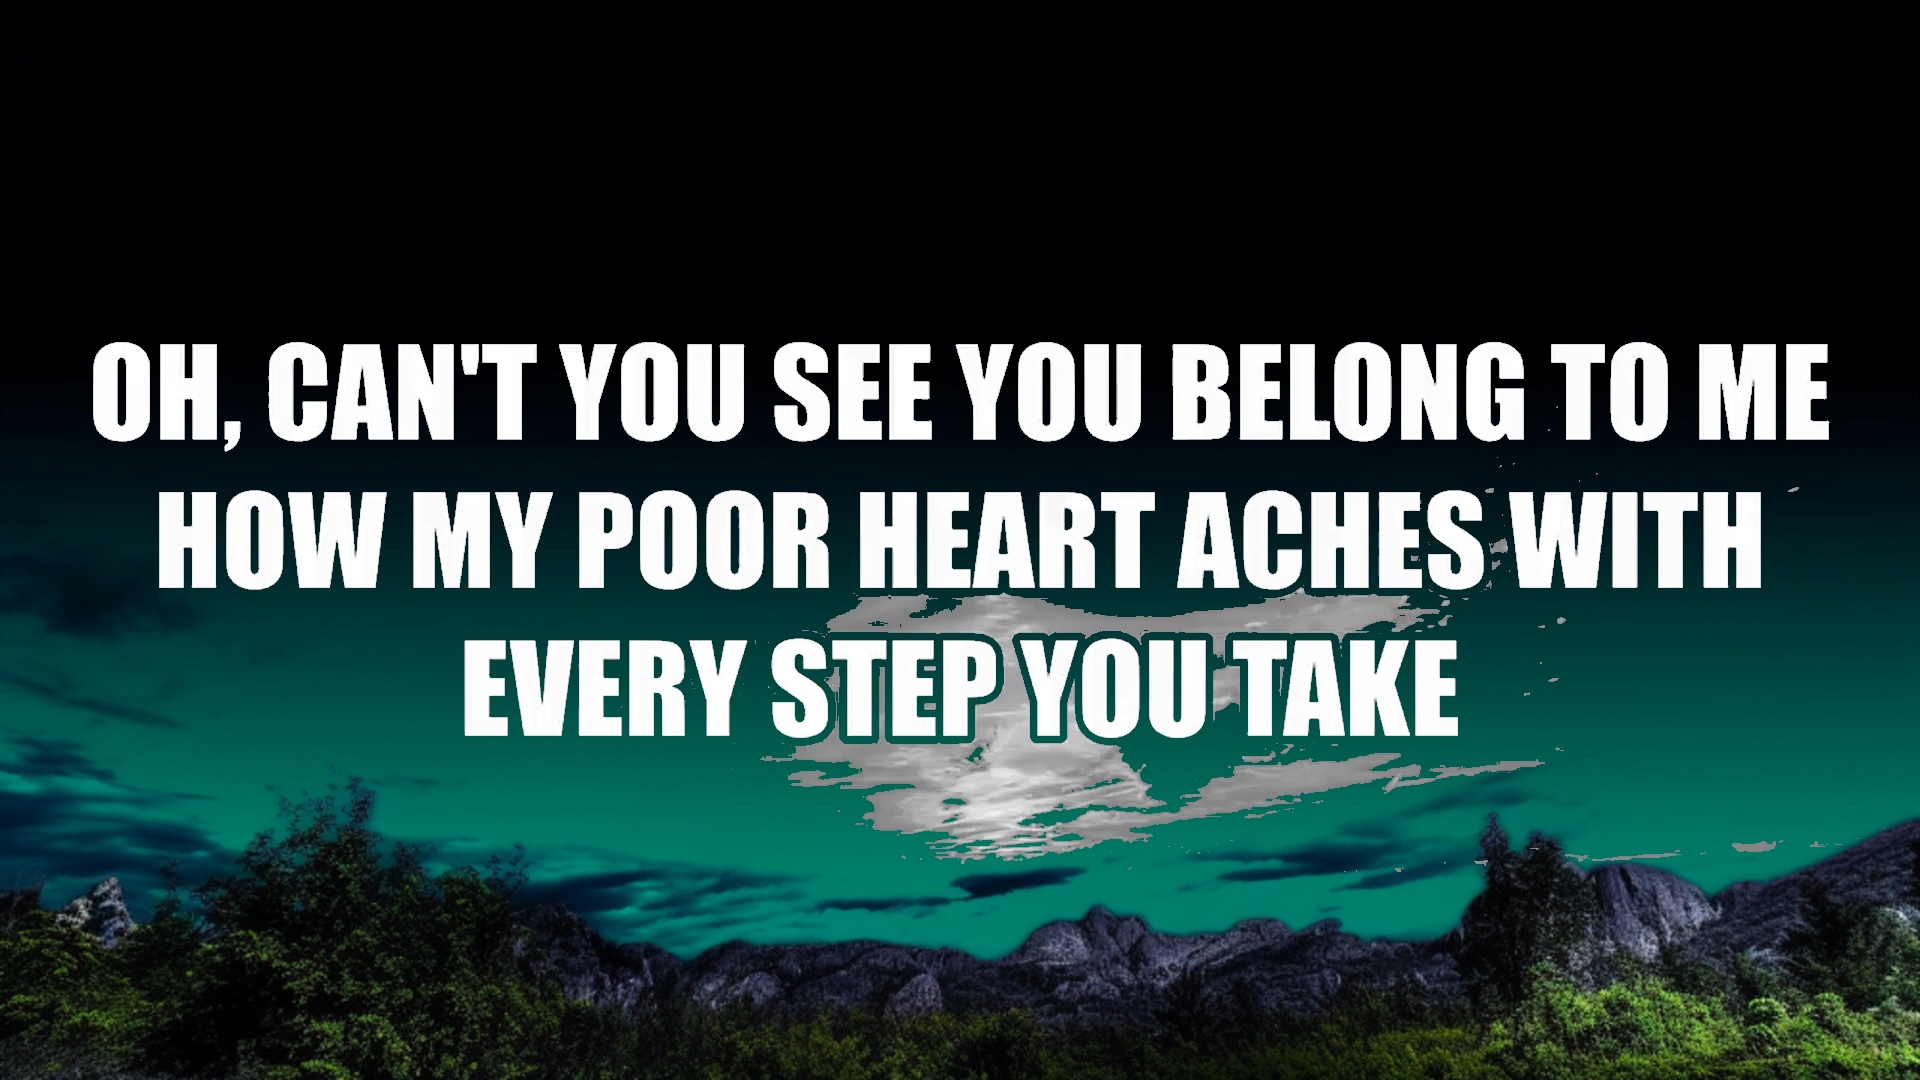 OH, CAN'T YOU SEE YOU BELONG TO ME
HOW MY POOR HEART ACHES WITH
EVERY STEP YOU TAKE